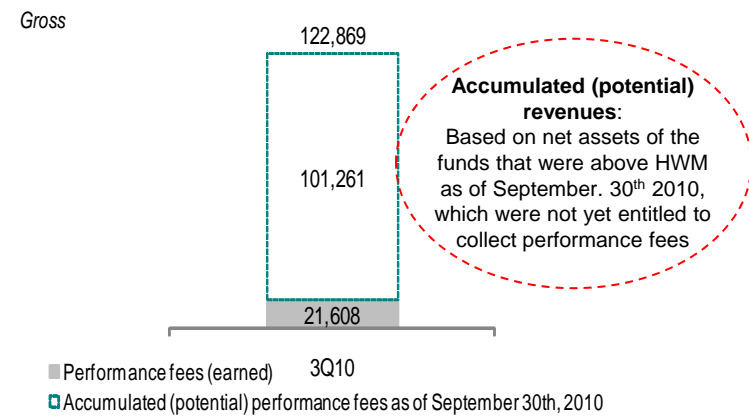 Gross
122,869
Accumulated (potential)
revenues:
Based on net assets of the
funds that were above HWM
as of September. 30th 2010,
which were not yet entitled to
collect performance fees
101,261
21,608
3Q10
Performance fees (earned)
Accumulated (potential) performance fees as of September 30th, 2010